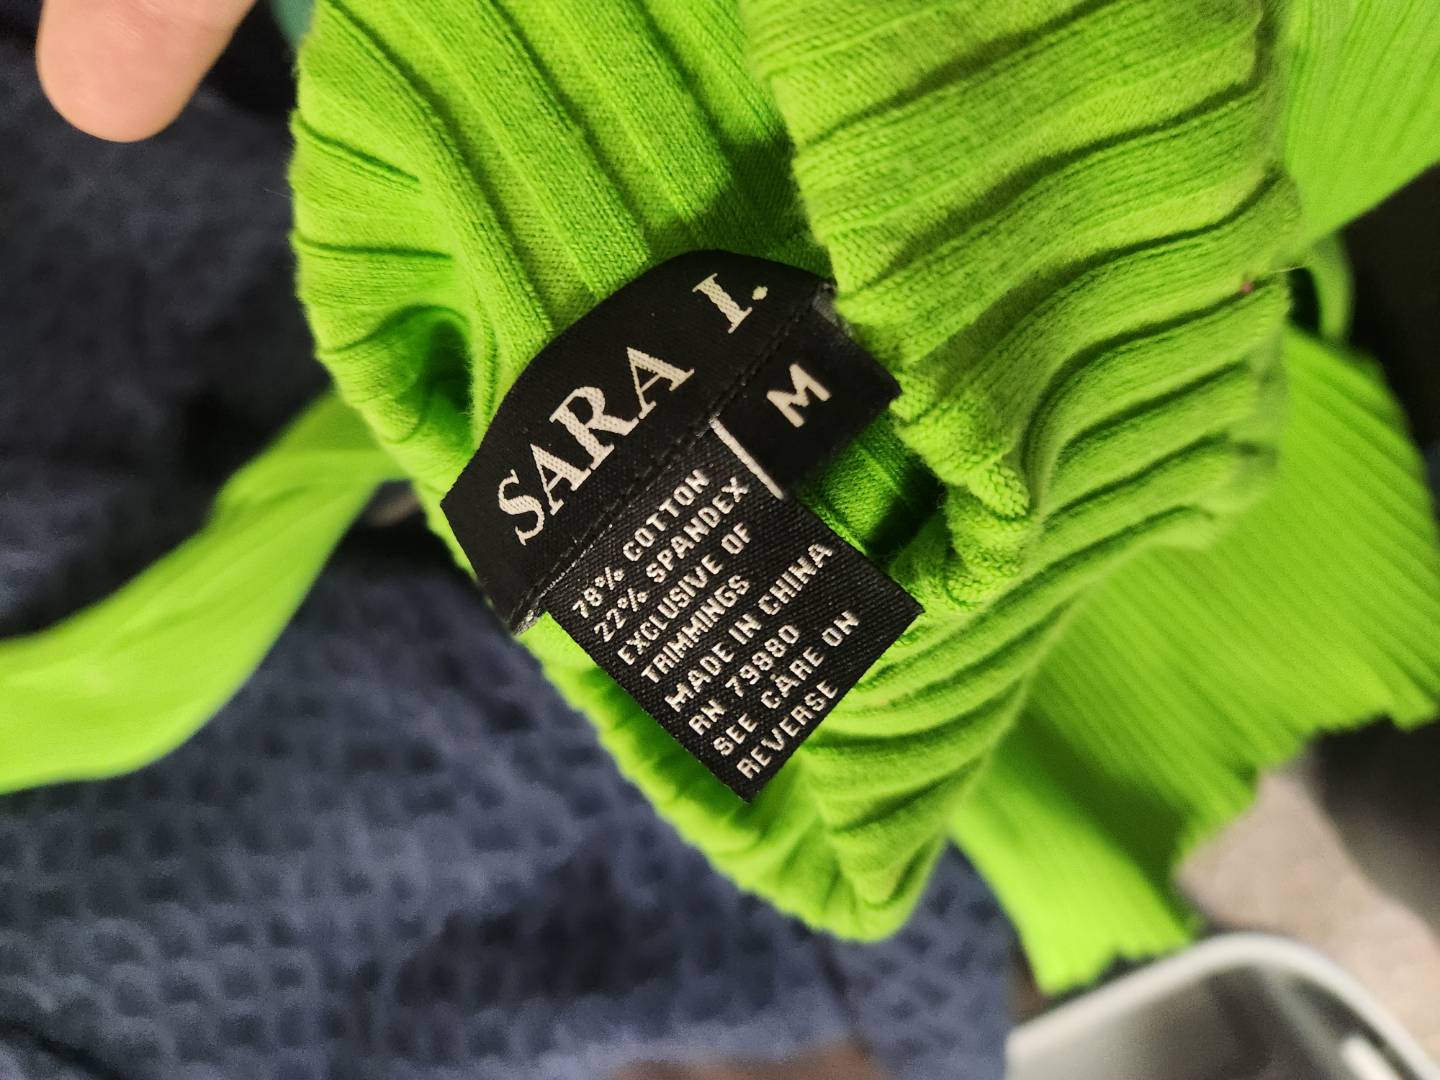 SARA I.
M
78% COTTON
22% SPANDEX
EXCLUSIVE OF
TRIMMINGS
MADE IN CHINA
RN 79880
SEE CARE ON
REVERSE